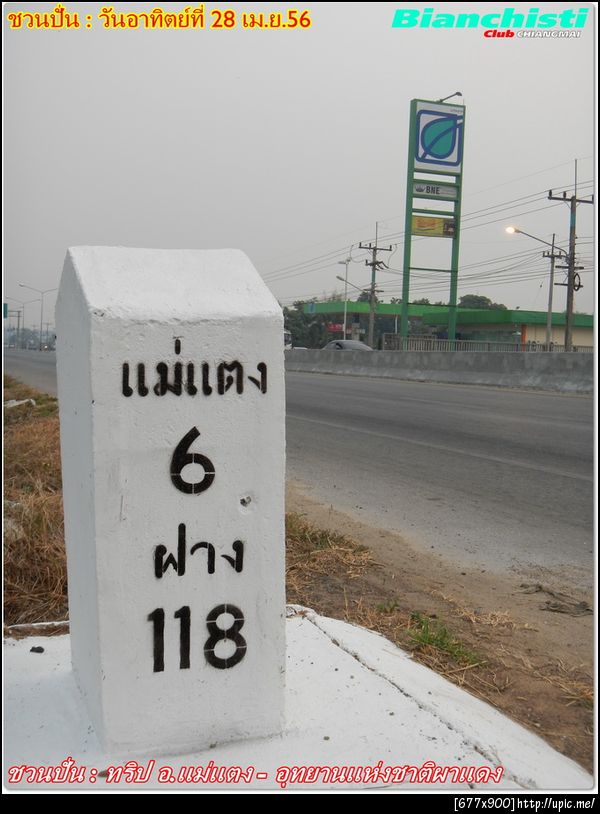 ชวนปั่น : วันอาทิตย์ที่ 28 เม.ย.56
Bianchisti
Club CHIANGMAI
BNE
แม่แตง
6
ฝาง
118
ชวนปั่น : ทริป อ.แม่แตง - อุทยานแห่งชาติผาแดง
[677x900]http://upic.me/